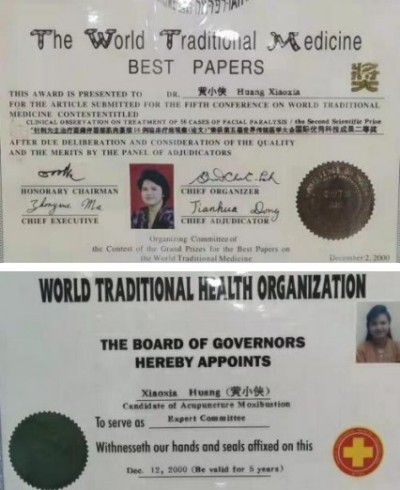 The World Traditional Medicine
BEST PAPERS
獎
THIS AWARD IS PRESENTED TO DR. 黄小侠 Huang Xiaoxia
FOR THE ARTICLE SUBMITTED FOR THE FIFTH CONFERENCE ON WORLD TRADITIONAL
MEDICINE CONTESTENTITLED
CLINICAL OBSERVATION ON TREATMENT OF 58 CASES OF FACIAL PARALYSIS / the Second Scientific Prize
AFTER DUE DELIBERATION AND CONSIDERATION OF THE QUALITY
AND THE MERITS BY THE PANEL OF ADJUDICATORS
HONORARY CHAIRMAN
CHIEF ORGANIZER
CHIEF EXECUTIVE
Jianhua Dong
CHIEF ADJUDICATOR
Organizing Committee of
the Contest of the Grand Prizes for the Best Papers on
the World Traditional Medicine
December 2, 2000
WORLD TRADITIONAL HEALTH ORGANIZATION
THE BOARD OF GOVERNORS
HEREBY APPOINTS
Xiaoxia Huang (黄小侠)
Candidate of Acupuncture Moxibustion
To serve as Expert Committee
Witnesseth our hands and seals affixed on this
Dec. 12, 2000 (Be valid for 5 years)